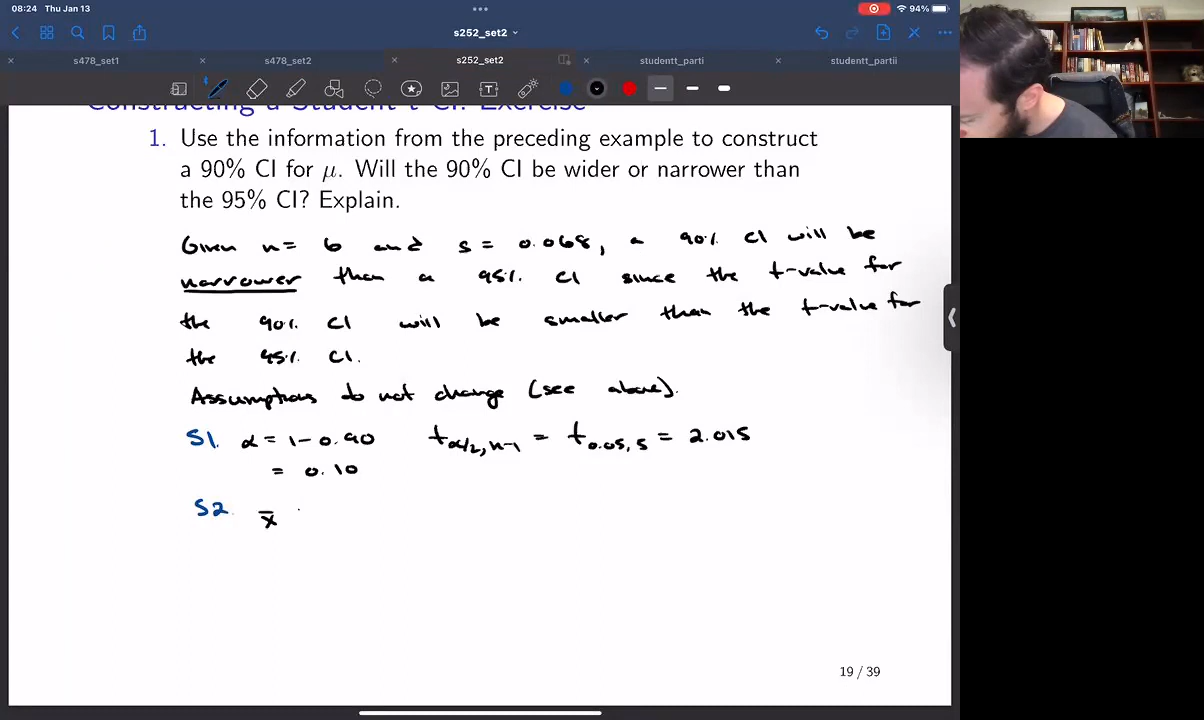 08:24 Thu Jan 13
94%
s252_set2
s478_set1
s478_set2
s252_set2
studentt_parti
studentt_partii
Constructing a Student t CI: Exercise
1. Use the information from the preceding example to construct
a 90% CI for μ. Will the 90% CI be wider or narrower than
the 95% CI? Explain.
Given n = 6 and s = 0.068, a 90% CI will be
narrower than a 95% CI since the t-value for
the 90% CI will be smaller than the t-value for
the 95% CI.
Assumptions do not change (see above).
S1. α = 1 - 0.90 t α/2, n-1 = t 0.05, 5 = 2.015
= 0.10
S2. x̄
19 / 39